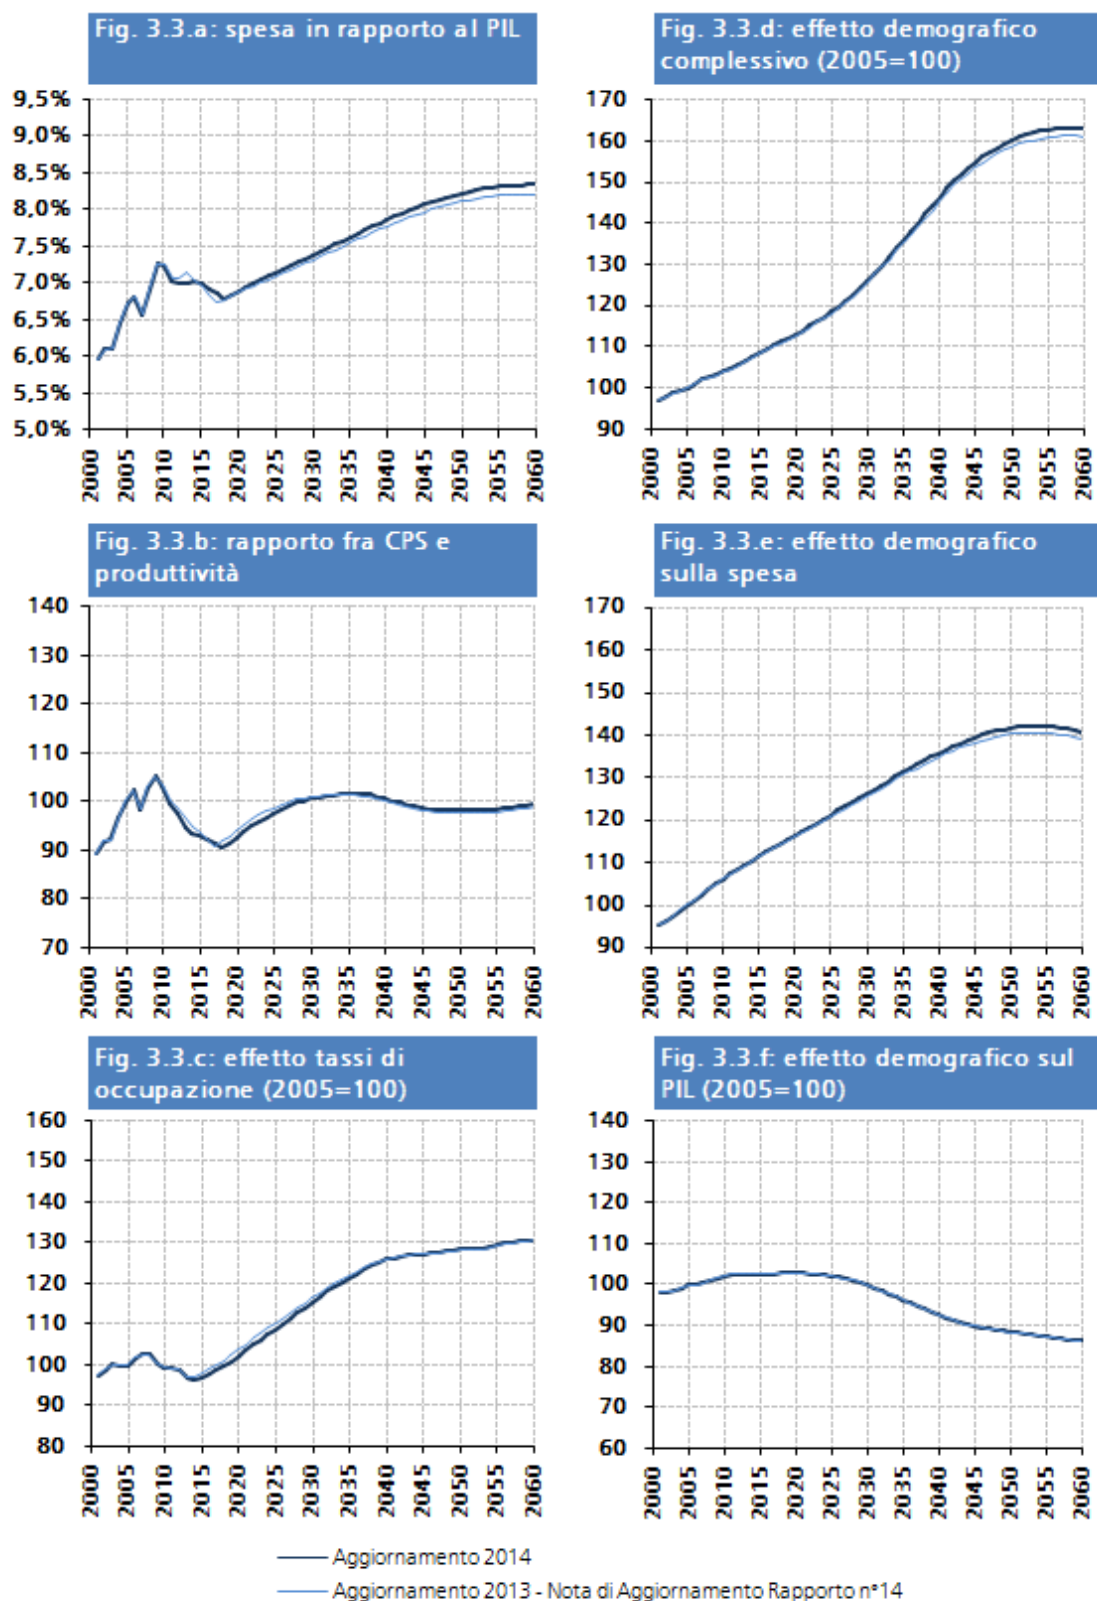 Fig. 3.3.a: spesa in rapporto al PIL
9,5%
9,0%
8,5%
8,0%
7,5%
7,0%
6,5%
6,0%
5,5%
5,0%
2000 2005 2010 2015 2020 2025 2030 2035 2040 2045 2050 2055 2060
Fig. 3.3.d: effetto demografico
complessivo (2005=100)
170
160
150
140
130
120
110
100
90
2000 2005 2010 2015 2020 2025 2030 2035 2040 2045 2050 2055 2060
Fig. 3.3.b: rapporto fra CPS e
produttività
140
130
120
110
100
90
80
70
2000 2005 2010 2015 2020 2025 2030 2035 2040 2045 2050 2055 2060
Fig. 3.3.e: effetto demografico
sulla spesa
170
160
150
140
130
120
110
100
90
2000 2005 2010 2015 2020 2025 2030 2035 2040 2045 2050 2055 2060
Fig. 3.3.c: effetto tassi di
occupazione (2005=100)
160
150
140
130
120
110
100
90
80
2000 2005 2010 2015 2020 2025 2030 2035 2040 2045 2050 2055 2060
Fig. 3.3.f: effetto demografico sul
PIL (2005=100)
140
130
120
110
100
90
80
70
60
2000 2005 2010 2015 2020 2025 2030 2035 2040 2045 2050 2055 2060
Aggiornamento 2014
Aggiornamento 2013 - Nota di Aggiornamento Rapporto n°14